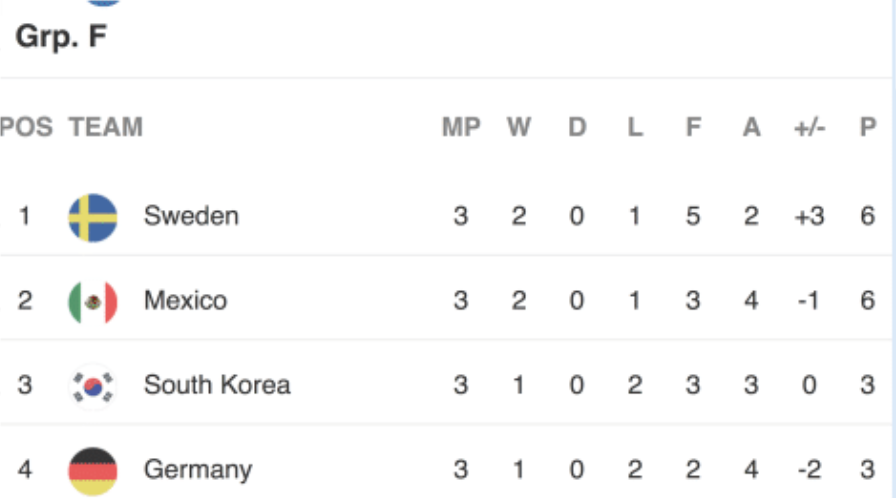 Grp. F
POS TEAM MP W D L F A +/- P
1 Sweden 3 2 0 1 5 2 +3 6
2 Mexico 3 2 0 1 3 4 -1 6
3 South Korea 3 1 0 2 3 3 0 3
4 Germany 3 1 0 2 2 4 -2 3